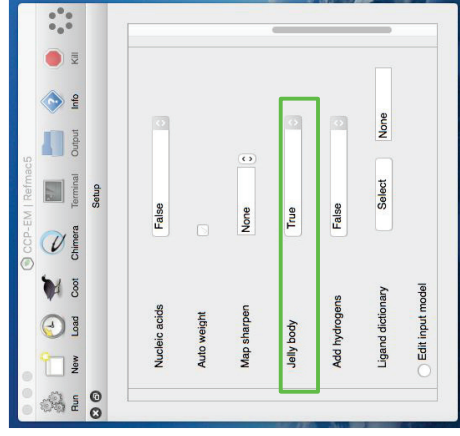 CCP-EM | Refmac5
Run New Load Coot Chimera Terminal Output Info Kill
Setup
Nucleic acids False
Auto weight
Map sharpen None
Jelly body True
Add hydrogens False
Ligand dictionary Select None
Edit input model